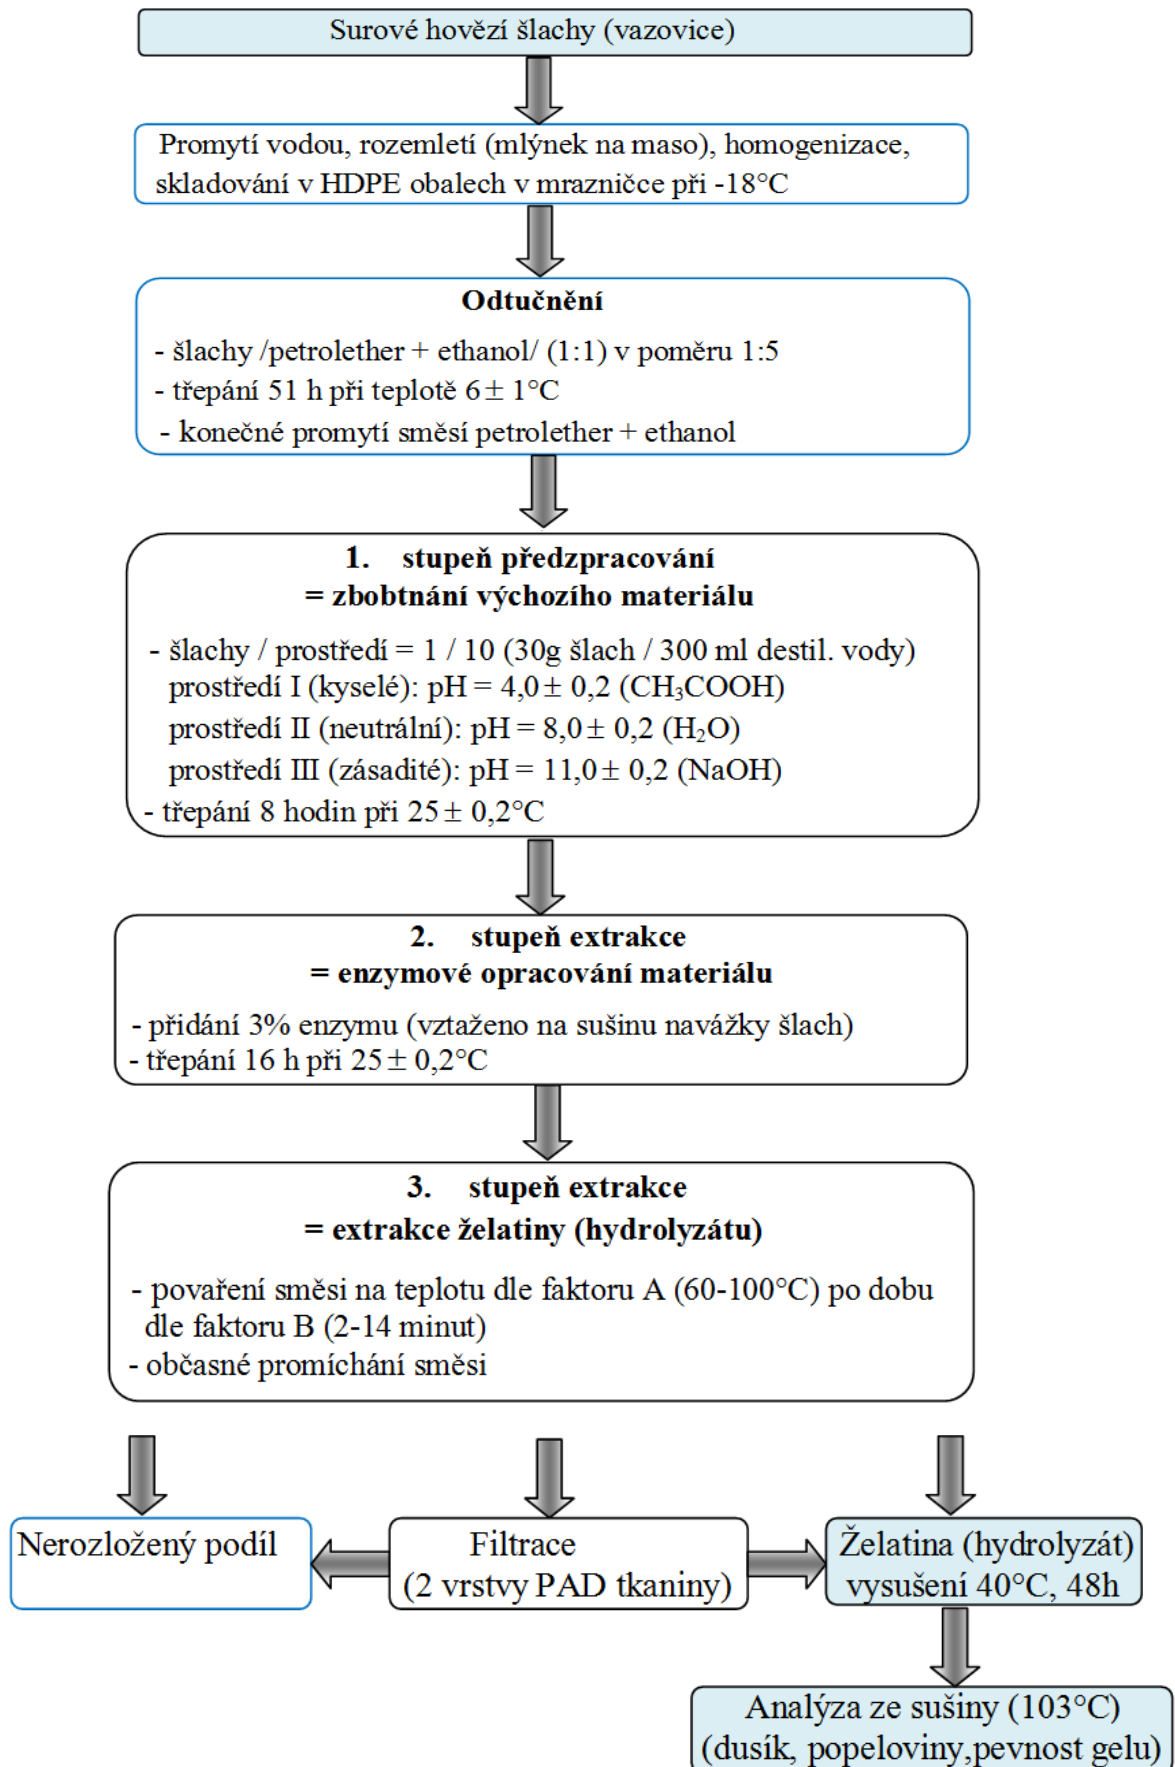 Surové hovězí šlachy (vazovice)
Promytí vodou, rozemletí (mlýnek na maso), homogenizace,
skladování v HDPE obalech v mrazničce při -18°C
Odtučnění
- šlachy /petrolether + ethanol/ (1:1) v poměru 1:5
- třepání 51 h při teplotě 6 ± 1°C
- konečné promytí směsí petrolether + ethanol
1. stupeň předzpracování
= zbobtnání výchozího materiálu
- šlachy / prostředí = 1 / 10 (30g šlach / 300 ml destil. vody)
prostředí I (kyselé): pH = 4,0 ± 0,2 (CH₃COOH)
prostředí II (neutrální): pH = 8,0 ± 0,2 (H₂O)
prostředí III (zásadité): pH = 11,0 ± 0,2 (NaOH)
- třepání 8 hodin při 25 ± 0,2°C
2. stupeň extrakce
= enzymové opracování materiálu
- přidání 3% enzymu (vztaženo na sušinu navážky šlach)
- třepání 16 h při 25 ± 0,2°C
3. stupeň extrakce
= extrakce želatiny (hydrolyzátu)
- povaření směsi na teplotu dle faktoru A (60-100°C) po dobu
dle faktoru B (2-14 minut)
- občasné promíchání směsi
Nerozložený podíl
Filtrace
(2 vrstvy PAD tkaniny)
Želatina (hydrolyzát)
vysušení 40°C, 48h
Analýza ze sušiny (103°C)
(dusík, popeloviny,pevnost gelu)